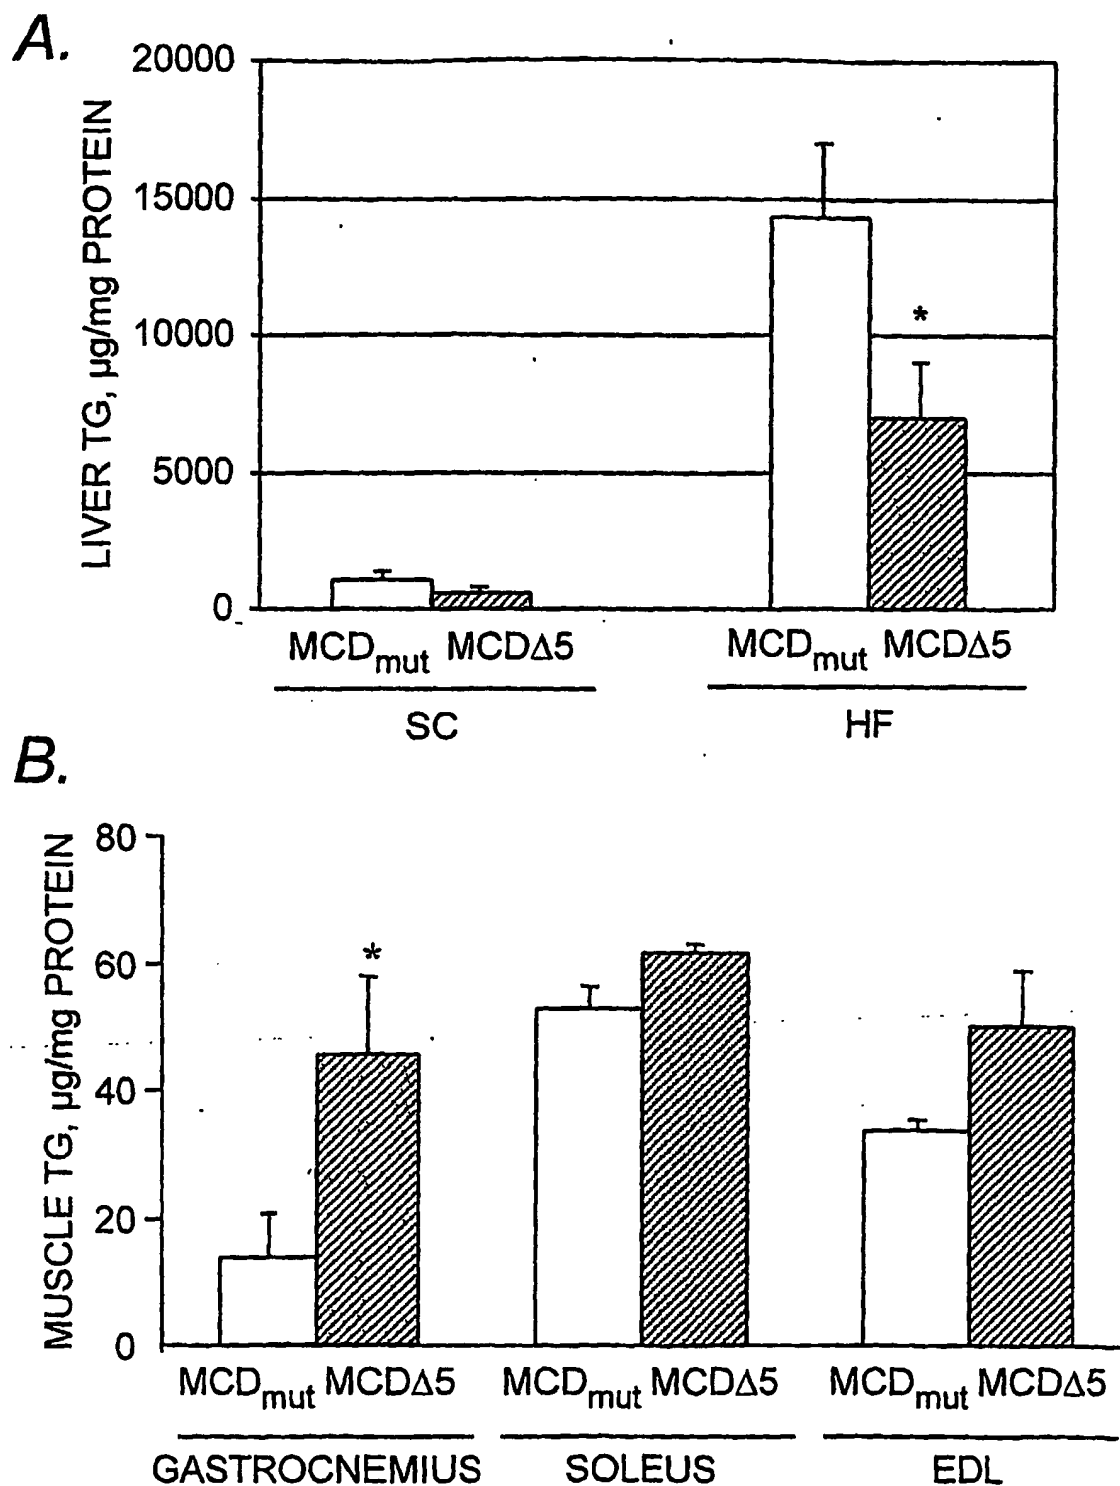 A.
LIVER TG, µg/mg PROTEIN
20000
15000
10000
5000
0
*
MCDmut MCDΔ5 MCDmut MCDΔ5
SC HF
B.
MUSCLE TG, µg/mg PROTEIN
80
60
40
20
0
*
MCDmut MCDΔ5 MCDmut MCDΔ5 MCDmut MCDΔ5
GASTROCNEMIUS SOLEUS EDL